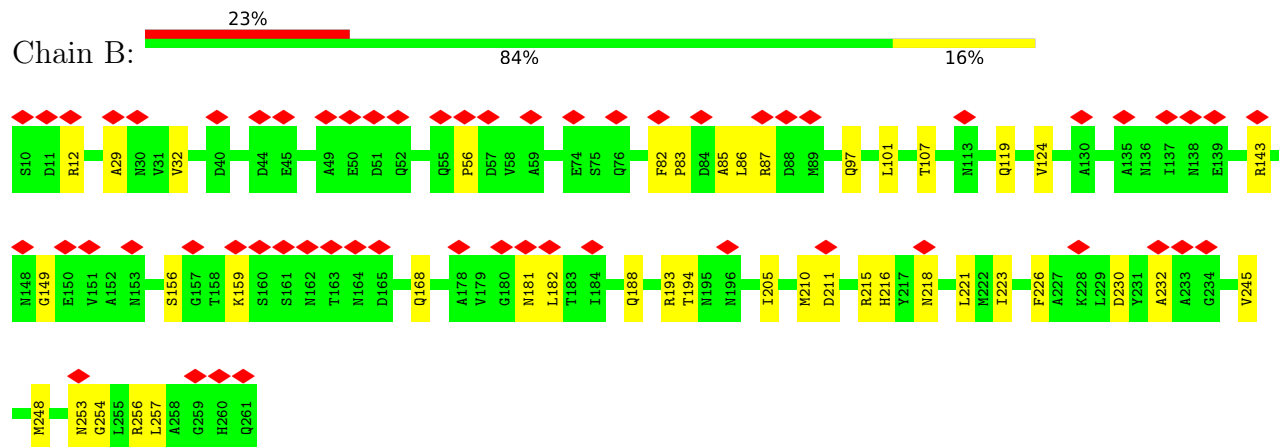 23%
Chain B:
84% 16%
S10 D11 R12 A29 N30 V31 V32 D40 D44 E45 A49 E50 D51 Q52 Q55 P56 D57 V58 A59 E74 S75 Q76 F82 P83 D84 A85 L86 R87 D88 M89 Q97 L101 T107 N113 Q119 V124 A130 A135 N136 I137 N138 E139 R143
N148 G149 E150 V151 A152 N153 S156 G157 T158 K159 S160 S161 N162 T163 N164 D165 Q168 A178 V179 G180 N181 L182 T183 I184 Q188 R193 T194 N195 N196 I205 M210 D211 R215 H216 Y217 N218 L221 M222 I223 F226 A227 K228 L229 D230 Y231 A232 A233 G234 V245
M248 N253 G254 L255 R256 L257 A258 G259 H260 Q261